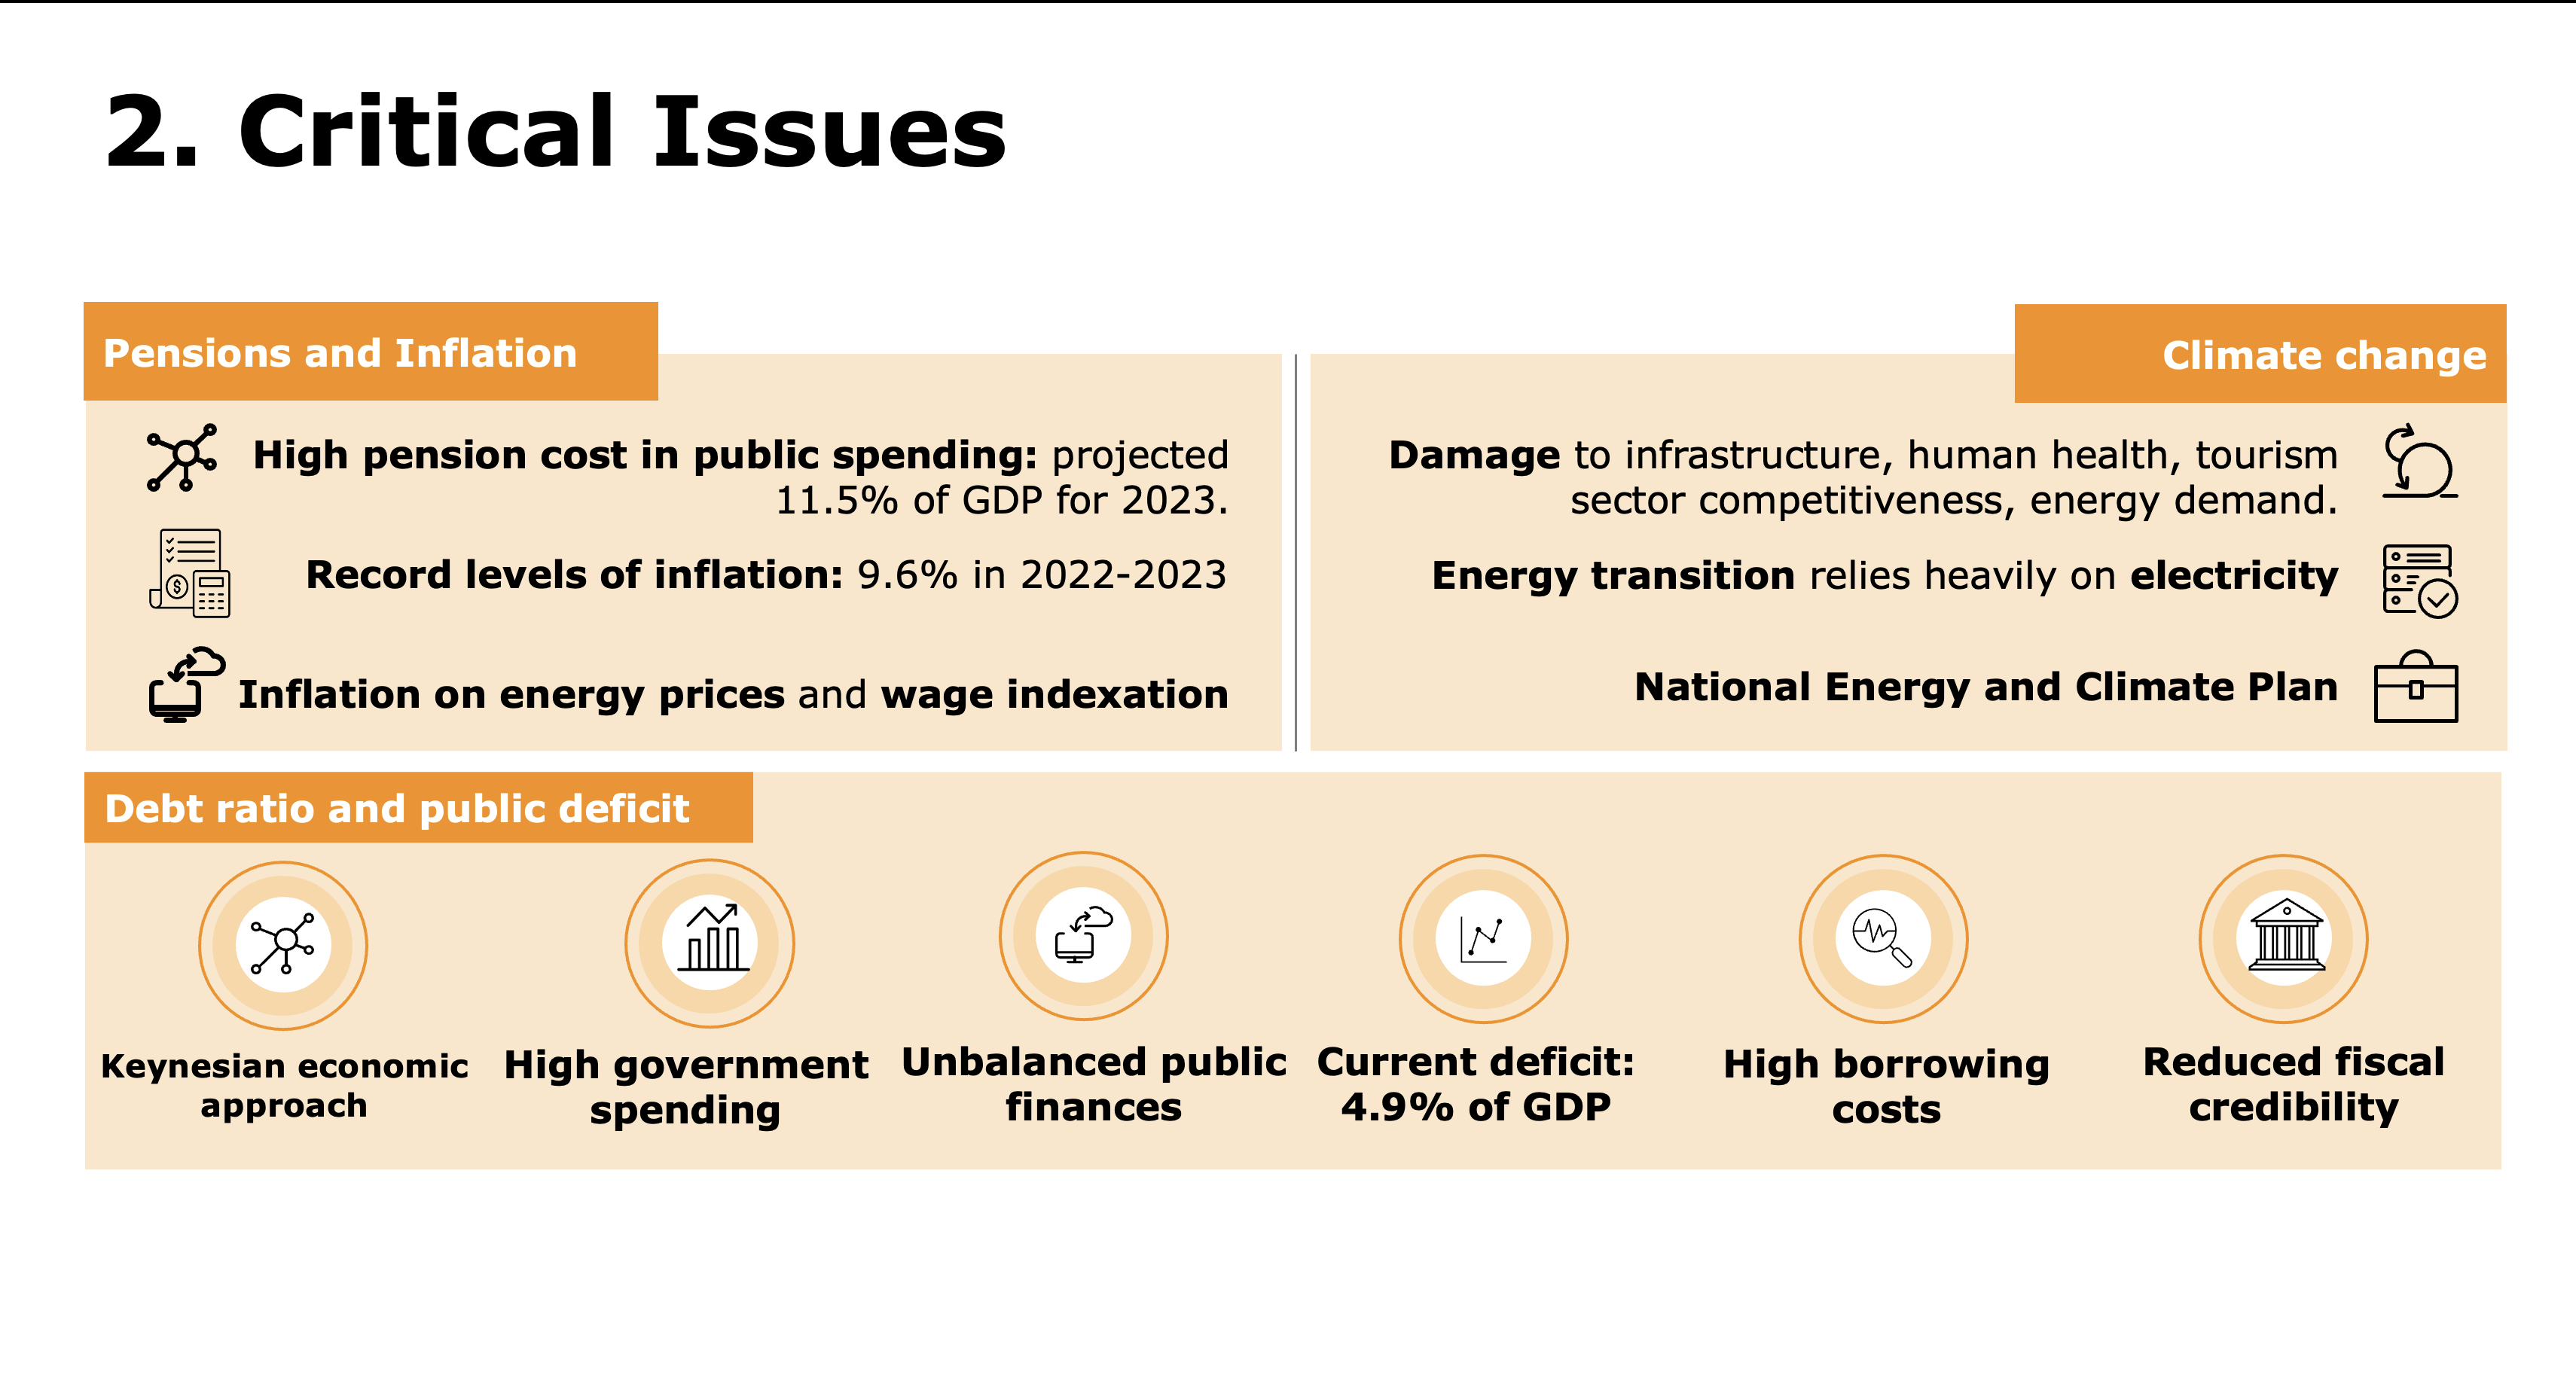 2. Critical Issues
Pensions and Inflation
High pension cost in public spending: projected
11.5% of GDP for 2023.
Record levels of inflation: 9.6% in 2022-2023
Inflation on energy prices and wage indexation
Climate change
Damage to infrastructure, human health, tourism
sector competitiveness, energy demand.
Energy transition relies heavily on electricity
National Energy and Climate Plan
Debt ratio and public deficit
Keynesian economic
approach
High government
spending
Unbalanced public
finances
Current deficit:
4.9% of GDP
High borrowing
costs
Reduced fiscal
credibility